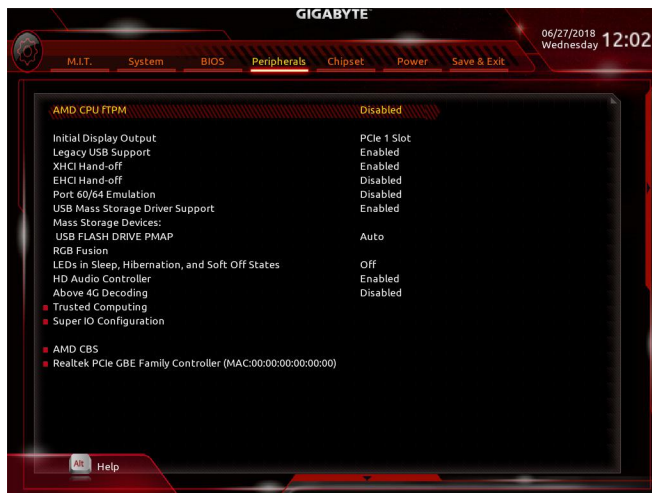 GIGABYTE™
06/27/2018
Wednesday 12:02
M.I.T. System BIOS Peripherals Chipset Power Save & Exit
AMD CPU fTPM Disabled
Initial Display Output PCIe 1 Slot
Legacy USB Support Enabled
XHCI Hand-off Enabled
EHCI Hand-off Disabled
Port 60/64 Emulation Disabled
USB Mass Storage Driver Support Enabled
Mass Storage Devices:
USB FLASH DRIVE PMAP Auto
RGB Fusion
LEDs in Sleep, Hibernation, and Soft Off States Off
HD Audio Controller Enabled
Above 4G Decoding Disabled
Trusted Computing
Super IO Configuration
AMD CBS
Realtek PCIe GBE Family Controller (MAC:00:00:00:00:00:00)
Alt Help